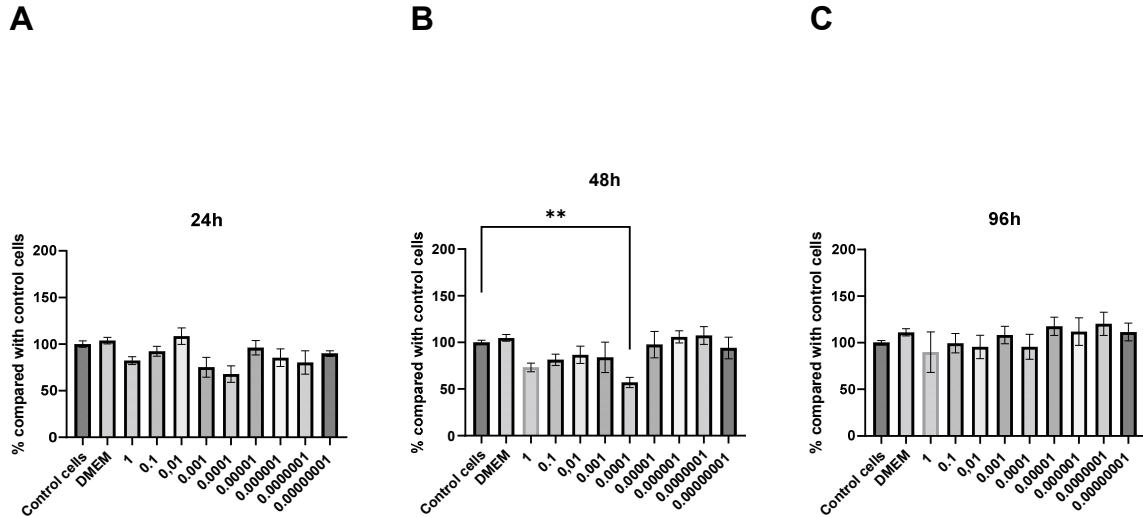 A
B
C
24h
% compared with control cells
200
150
100
50
0
Control cells
DMEM
1
0.1
0,01
0.001
0.0001
0.00001
0.000001
0.0000001
0.00000001
48h
**
% compared with control cells
200
150
100
50
0
Control cells
DMEM
1
0.1
0,01
0.001
0.0001
0.00001
0.000001
0.0000001
0.00000001
96h
% compared with control cells
200
150
100
50
0
Control cells
DMEM
1
0.1
0,01
0.001
0.0001
0.00001
0.000001
0.0000001
0.00000001